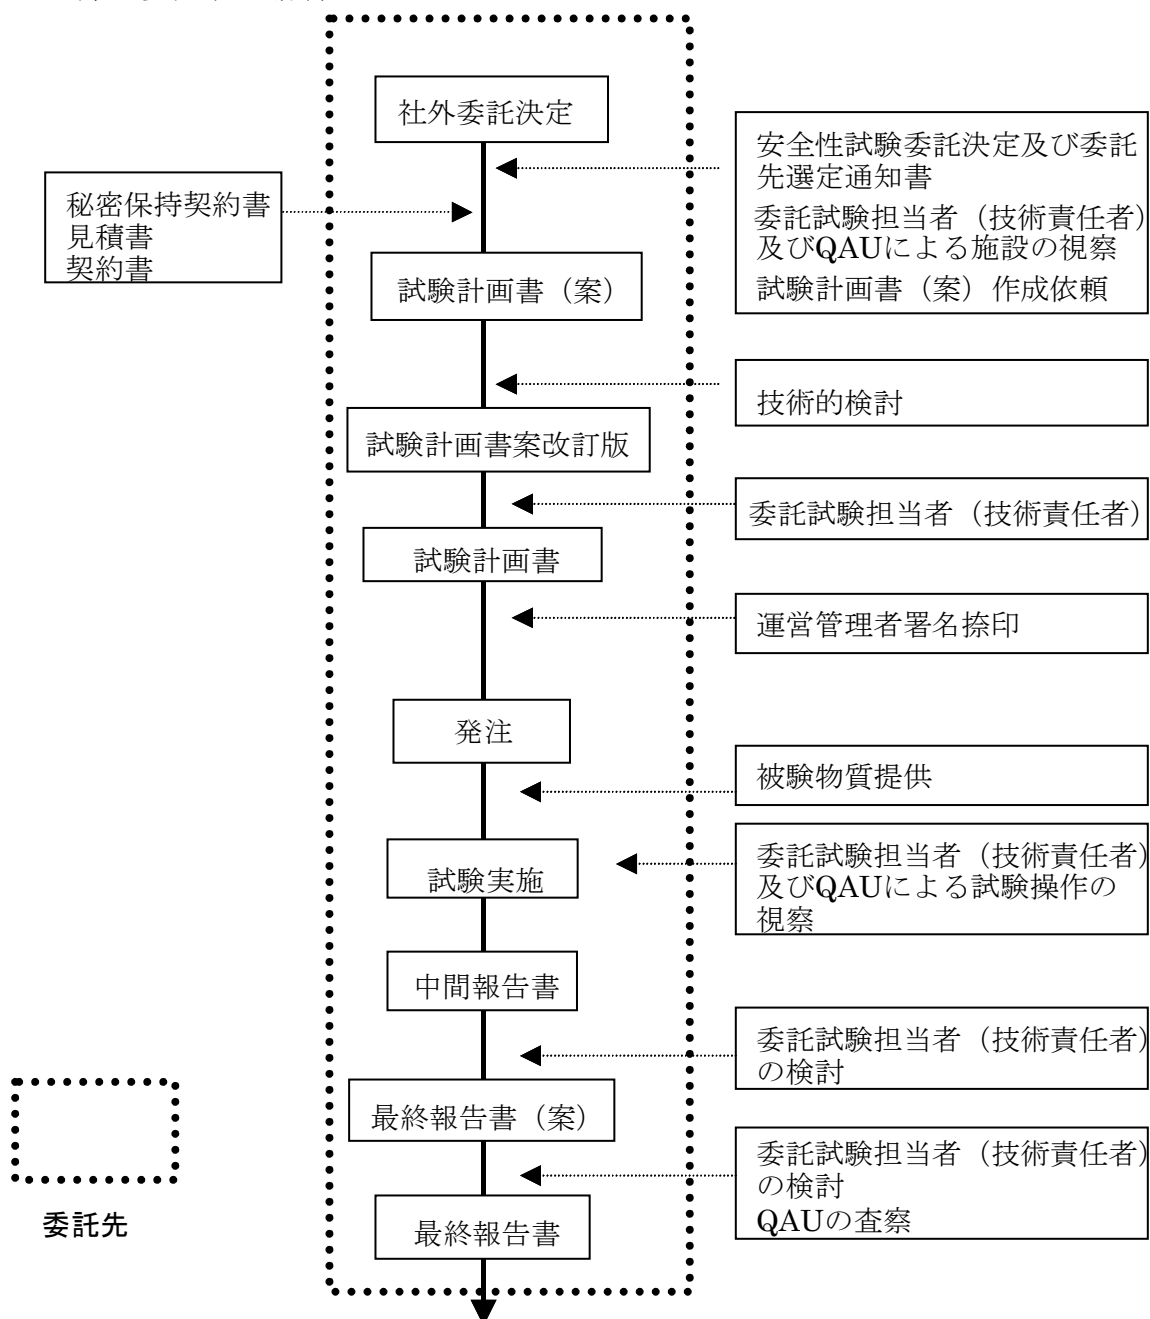 社外委託決定
安全性試験委託決定及び委託
先選定通知書
委託試験担当者（技術責任者）
及びQAUによる施設の視察
試験計画書（案）作成依頼
秘密保持契約書
見積書
契約書
試験計画書（案）
技術的検討
試験計画書案改訂版
委託試験担当者（技術責任者）
試験計画書
運営管理者署名捺印
発注
被験物質提供
試験実施
委託試験担当者（技術責任者）
及びQAUによる試験操作の
視察
中間報告書
委託試験担当者（技術責任者）
の検討
最終報告書（案）
委託試験担当者（技術責任者）
の検討
QAUの査察
最終報告書
委託先